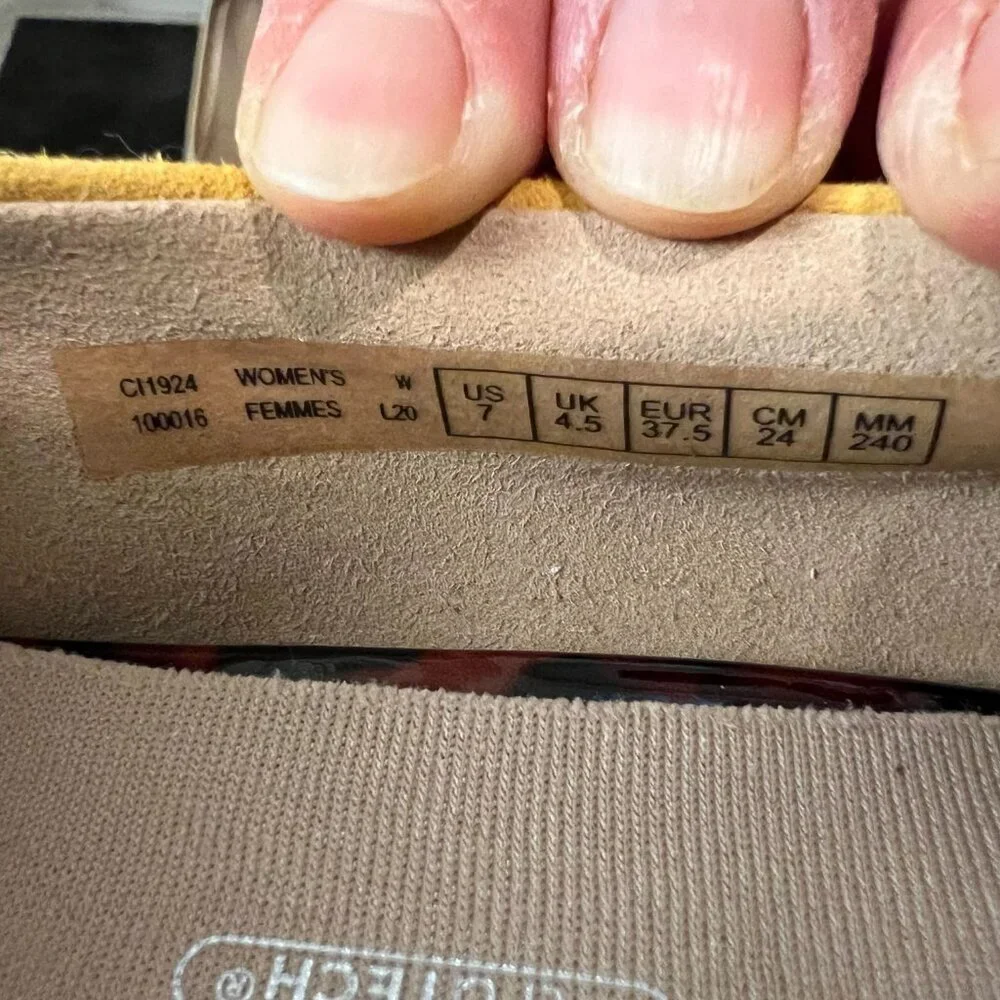 CI1924 WOMEN'S W
100016 FEMMES L20
US 7
UK 4.5
EUR 37.5
CM 24
MM 240
®